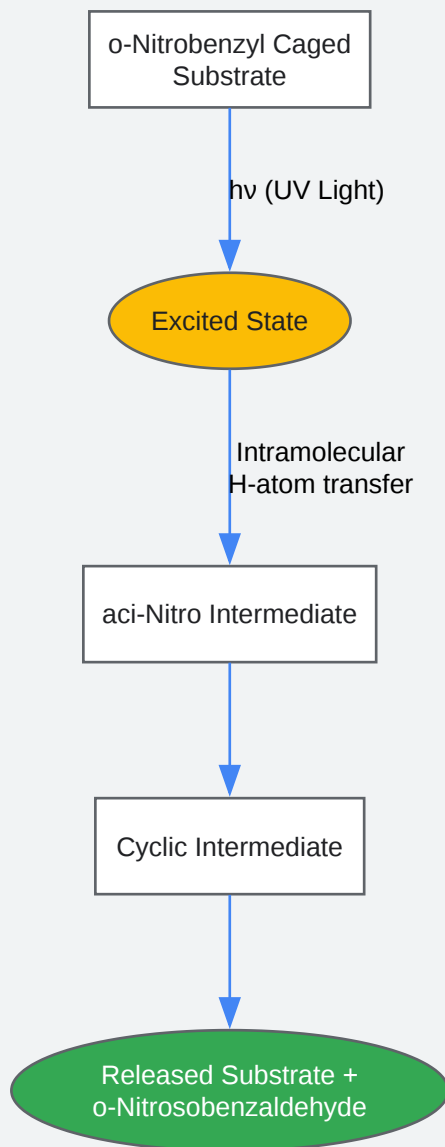 o-Nitrobenzyl Caged
Substrate
hν (UV Light)
Excited State
Intramolecular
H-atom transfer
aci-Nitro Intermediate
Cyclic Intermediate
Released Substrate +
o-Nitrosobenzaldehyde